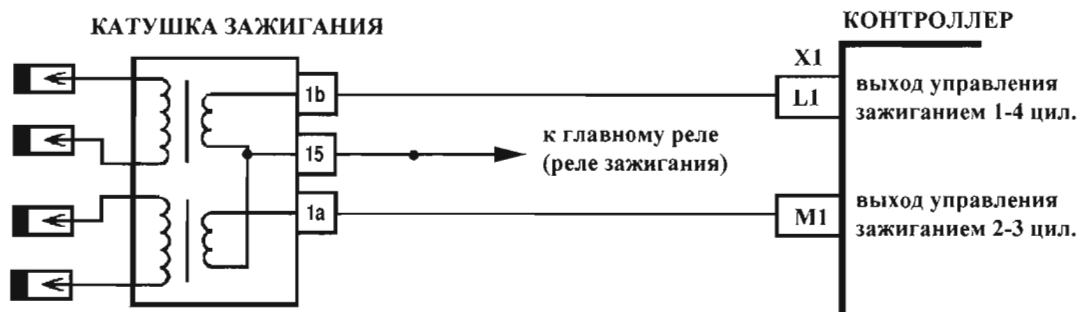 КАТУШКА ЗАЖИГАНИЯ
КОНТРОЛЛЕР
1b
X1
L1
выход управления
зажиганием 1-4 цил.
15
к главному реле
(реле зажигания)
1a
M1
выход управления
зажиганием 2-3 цил.